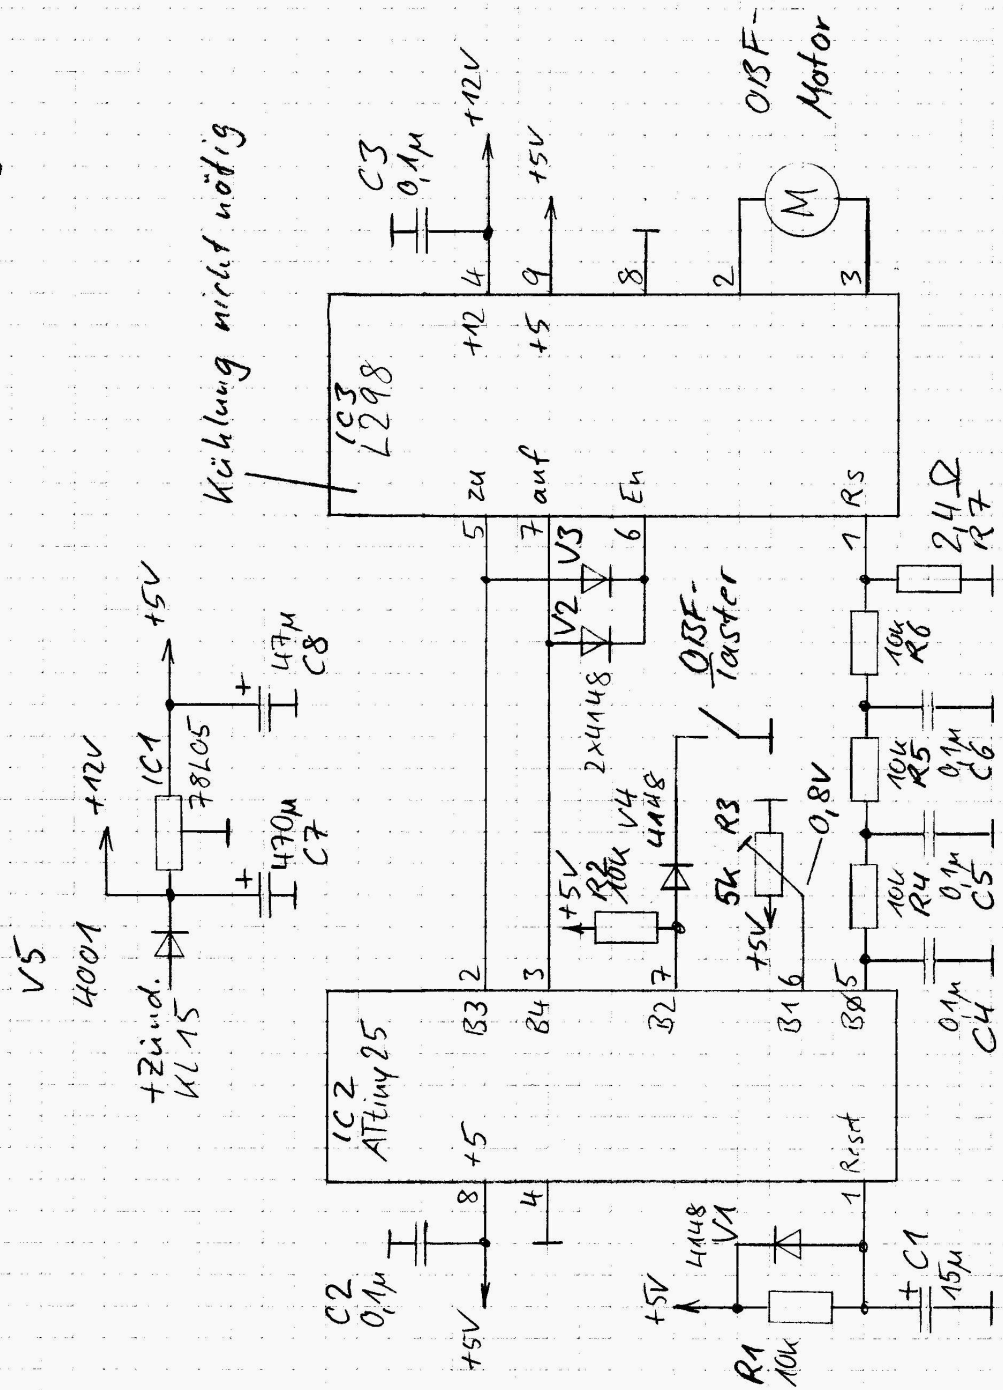 V5
4001
+Zünd.
KL 15
+12V
IC1
78L05
+5V
+
470µ
C7
+
47µ
C8
Kühlung nicht nötig
C2
0,1µ
+5V
8
4
IC2
ATtiny25
+5
B3
B4
B2
B1
B0
Reset
1
2
3
7
6
5
+5V
R1
10k
4148
V1
+
C1
15µ
+5V
R2
10k
V4
4148
OBF-
Taster
+5V
5k
R3
0,8V
0,1µ
C4
10k
R4
0,1µ
C5
10k
R5
0,1µ
C6
10k
R6
2,4Ω
R7
2x4148
V2
V3
5
7
6
1
IC3
L298
zu
auf
En
Rs
+12
+5
4
9
8
2
3
C3
0,1µ
+12V
+5V
M
OBF-
Motor